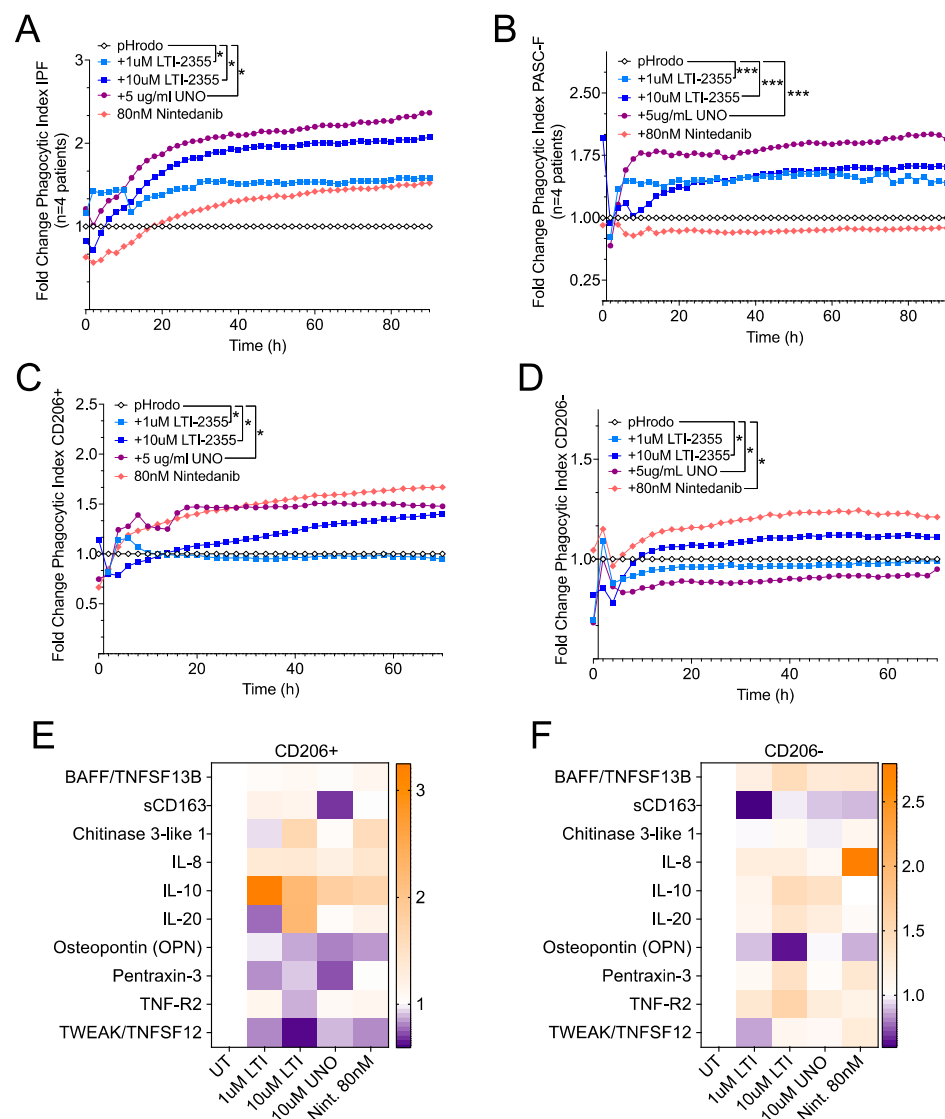 A
pHrodo
+1uM LTI-2355
+10uM LTI-2355
+5 ug/ml UNO
80nM Nintedanib
* * *
Fold Change Phagocytic Index IPF
(n=4 patients)
3
2
1
0
20
40
60
80
Time (h)
B
pHrodo
+1uM LTI-2355
+10uM LTI-2355
+5ug/mL UNO
+80nM Nintedanib
*** *** ***
Fold Change Phagocytic Index PASC-F
(n=4 patients)
2.50
1.75
1.00
0.25
0
20
40
60
80
Time (h)
C
pHrodo
+1uM LTI-2355
+10uM LTI-2355
+5 ug/ml UNO
80nM Nintedanib
* * *
Fold Change Phagocytic Index CD206+
2.5
2.0
1.5
1.0
0.5
0
20
40
60
Time (h)
D
pHrodo
+1uM LTI-2355
+10uM LTI-2355
+5ug/mL UNO
+80nM Nintedanib
* * *
Fold Change Phagocytic Index CD206-
1.5
1.0
0
20
40
60
Time (h)
E
CD206+
BAFF/TNFSF13B
sCD163
Chitinase 3-like 1
IL-8
IL-10
IL-20
Osteopontin (OPN)
Pentraxin-3
TNF-R2
TWEAK/TNFSF12
UT
1uM LTI
10uM LTI
10uM UNO
Nint. 80nM
3
2
1
F
CD206-
BAFF/TNFSF13B
sCD163
Chitinase 3-like 1
IL-8
IL-10
IL-20
Osteopontin (OPN)
Pentraxin-3
TNF-R2
TWEAK/TNFSF12
UT
1uM LTI
10uM LTI
10uM UNO
Nint. 80nM
2.5
2.0
1.5
1.0